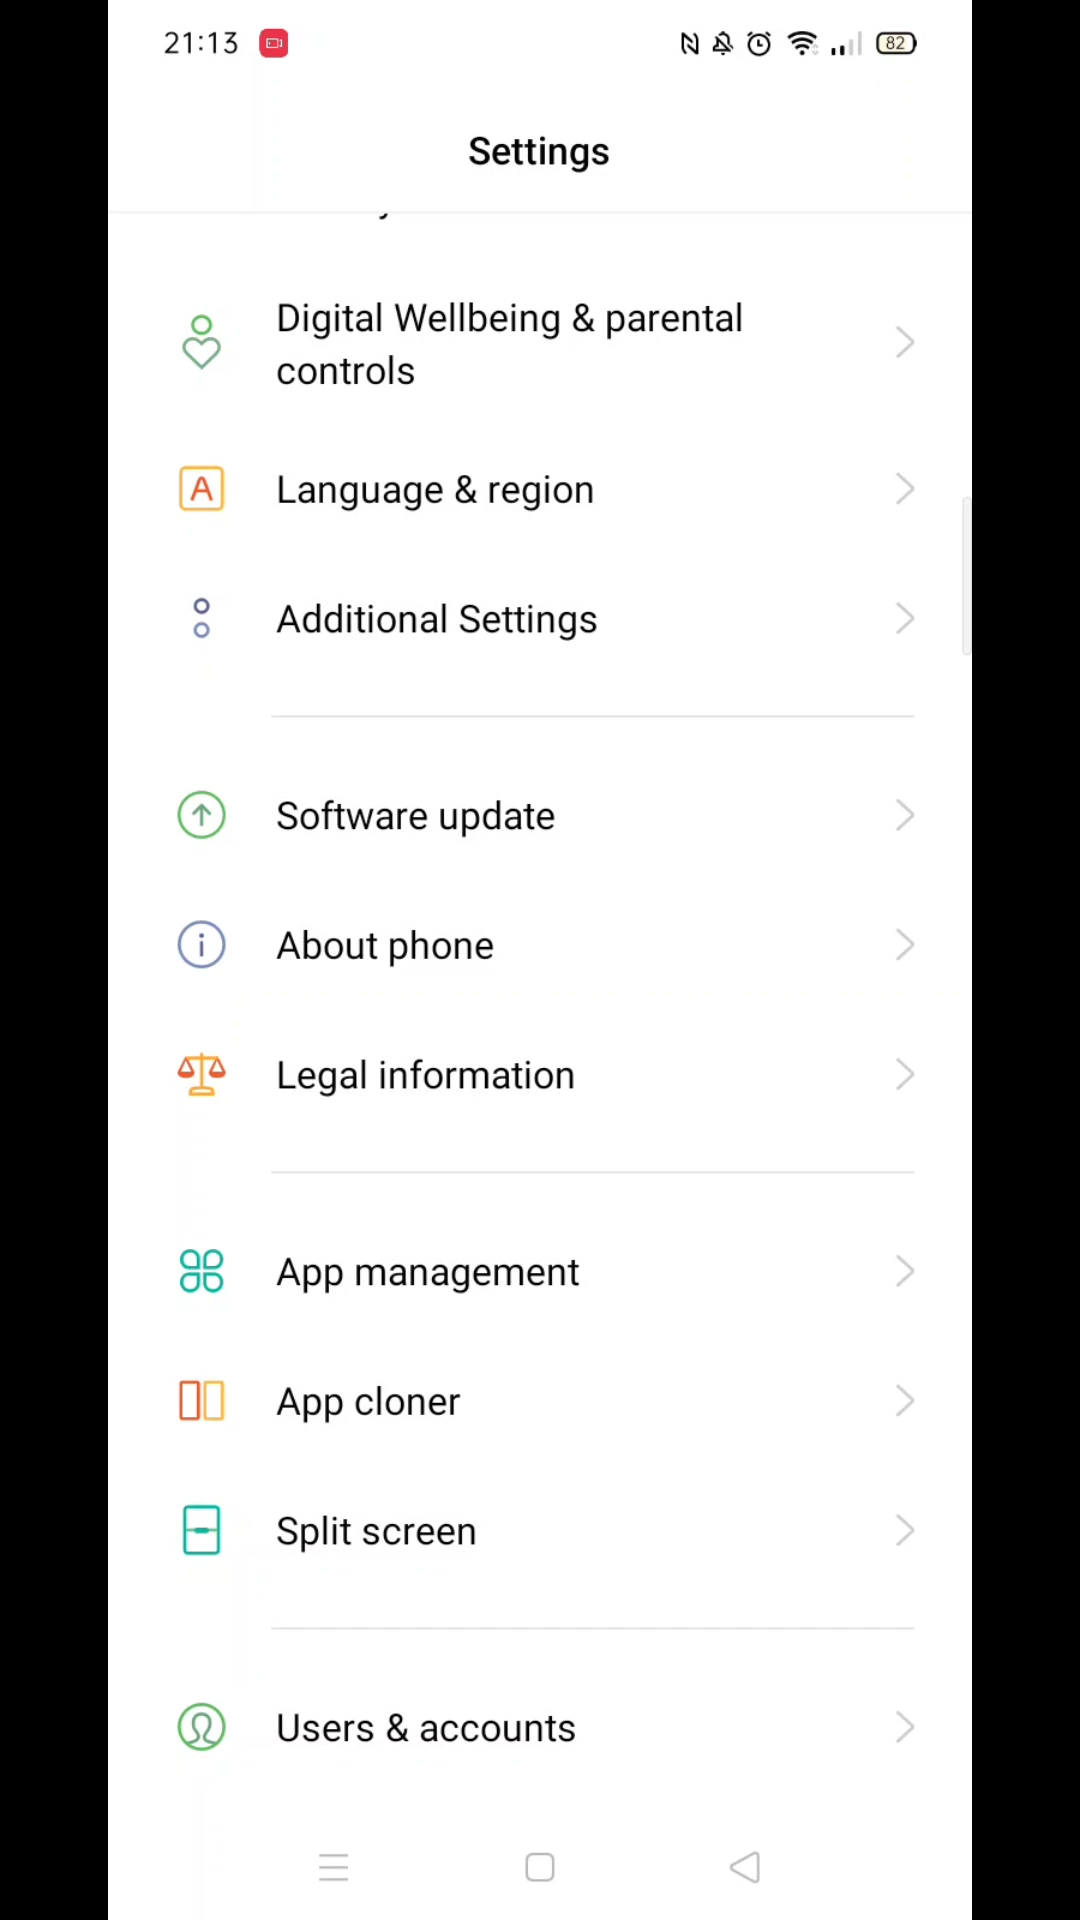 21:13
82
Settings
Digital Wellbeing & parental
controls
A
Language & region
Additional Settings
Software update
About phone
Legal information
App management
App cloner
Split screen
Users & accounts